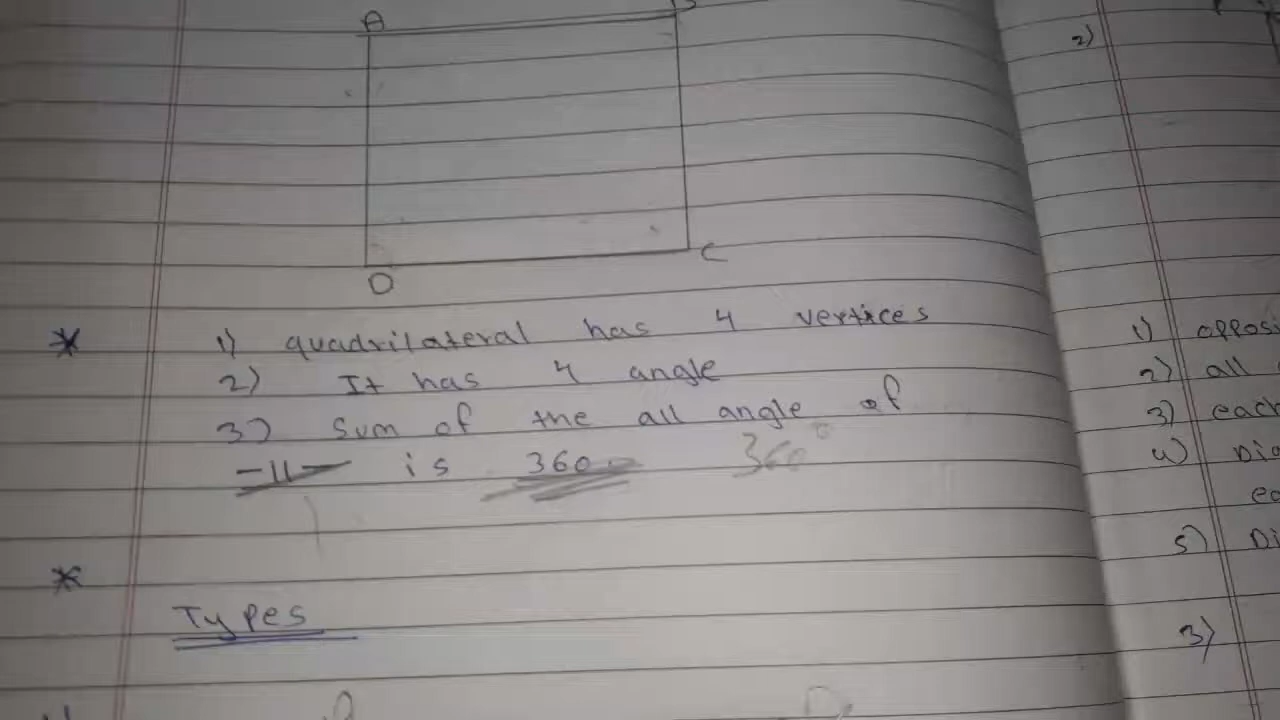 A
D
C
1) quadrilateral has 4 vertices
2) It has 4 angle
3) Sum of the all angle of
-11- is 360 360°
Types
2)
1)
2) all
3) each
4)
5)
3)